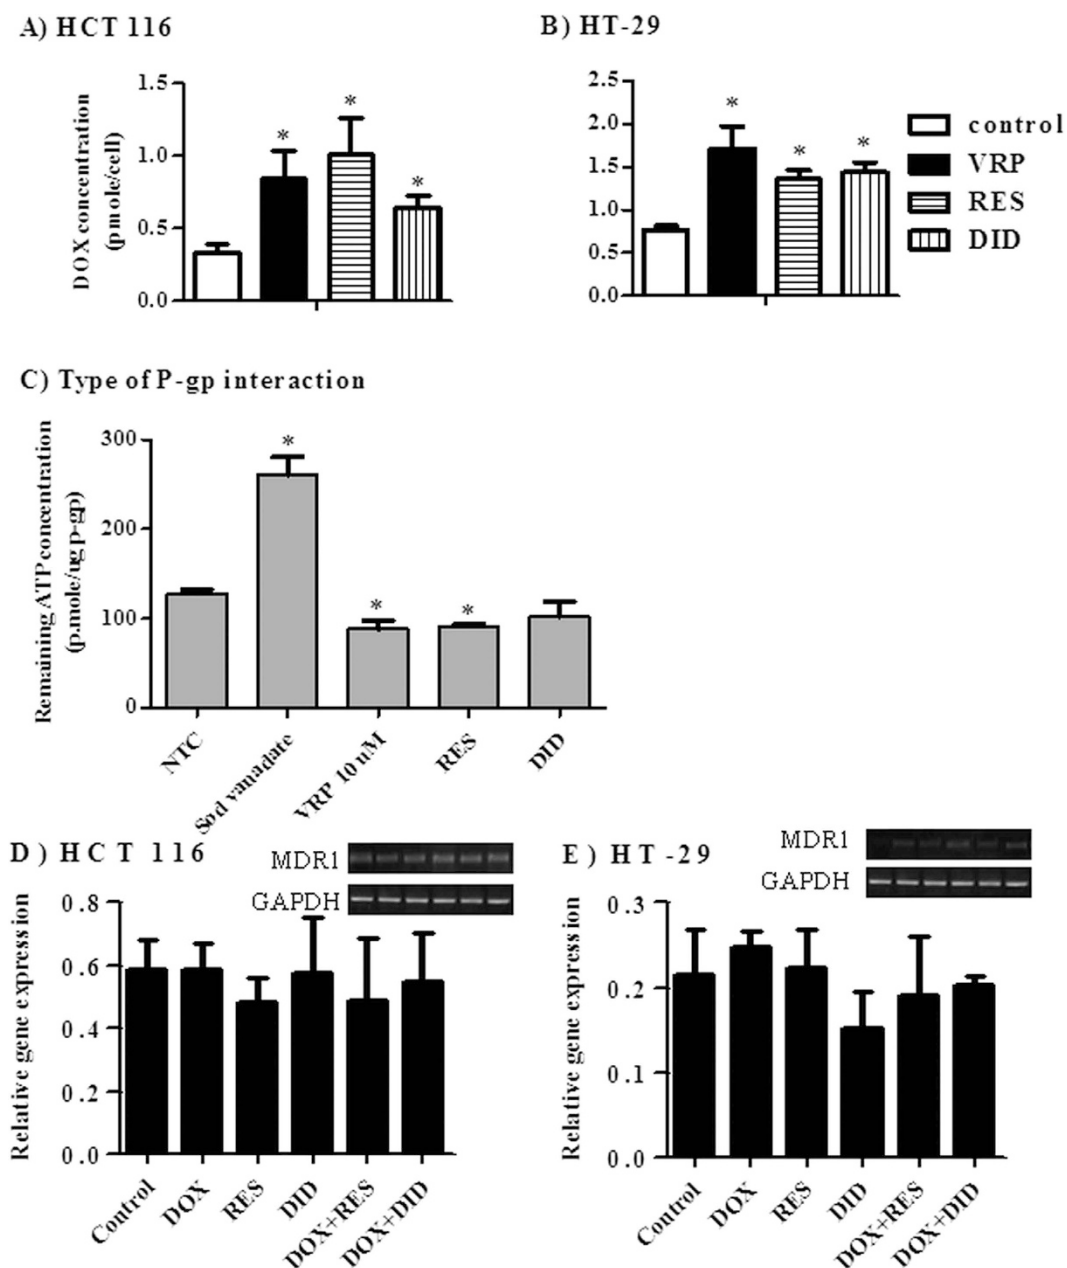 A) HCT 116
B) HT-29
DOX concentration
(pmole/cell)
1.5
1.0
0.5
0.0
*
*
*
2.5
2.0
1.5
1.0
0.5
0.0
*
*
*
control
VRP
RES
DID
C) Type of P-gp interaction
Remaining ATP concentration
(p.mole/ug p-gp)
300
200
100
0
*
*
*
NTC
Sod vanadate
VRP 10 uM
RES
DID
D) HCT 116
MDR1
GAPDH
Relative gene expression
0.8
0.6
0.4
0.2
0.0
Control
DOX
RES
DID
DOX+RES
DOX+DID
E) HT-29
MDR1
GAPDH
Relative gene expression
0.3
0.2
0.1
0.0
Control
DOX
RES
DID
DOX+RES
DOX+DID